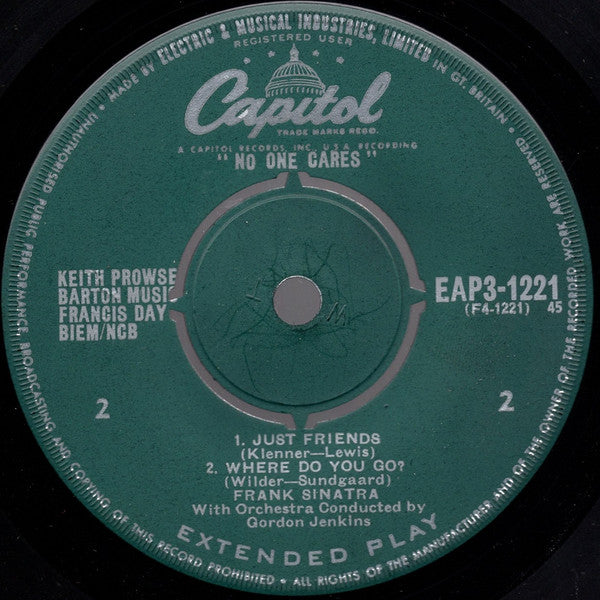 MADE BY ELECTRIC & MUSICAL INDUSTRIES, LIMITED IN GT. BRITAIN •
REGISTERED USER
Capitol
TRADE MARKS REGD.
A CAPITOL RECORDS, INC., U.S.A. RECORDING
"NO ONE CARES"
KEITH PROWSE
BARTON MUSIC
FRANCIS DAY
BIEM/NCB
EAP3-1221
(F4-1221) 45
2
2
1. JUST FRIENDS
(Klenner—Lewis)
2. WHERE DO YOU GO?
(Wilder—Sundgaard)
FRANK SINATRA
With Orchestra Conducted by
Gordon Jenkins
EXTENDED PLAY
UNAUTHORISED PUBLIC PERFORMANCE, BROADCASTING AND COPYING OF THIS RECORD PROHIBITED • ALL RIGHTS OF THE MANUFACTURER AND OF THE OWNER OF THE RECORDED WORK ARE RESERVED